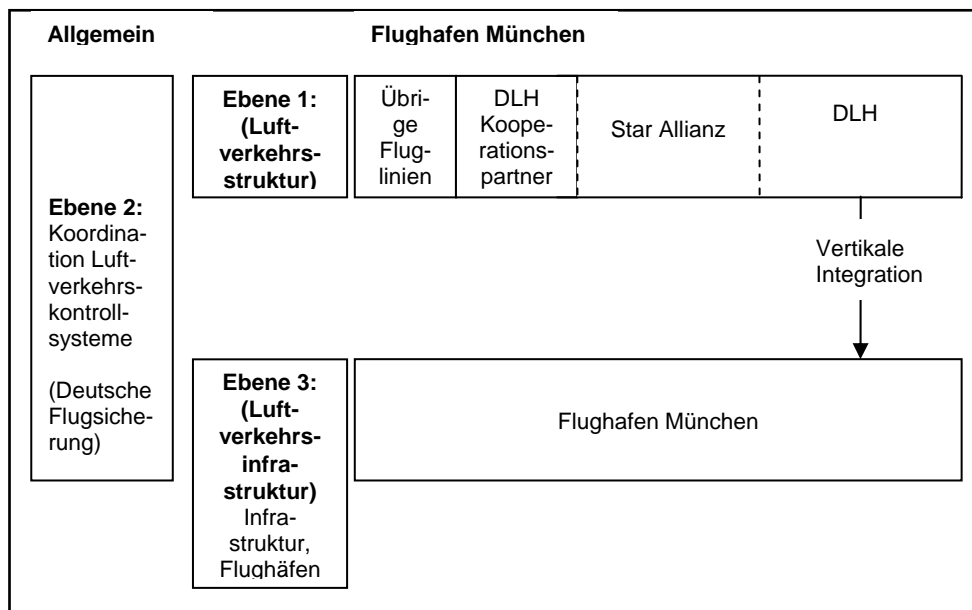 Allgemein
Flughafen München
Ebene 1:
(Luft-
verkehrs-
struktur)
Übri-
ge
Flug-
linien
DLH
Koope-
rations-
partner
Star Allianz
DLH
Ebene 2:
Koordina-
tion Luft-
verkehrs-
kontroll-
systeme
(Deutsche
Flugsiche-
rung)
Vertikale
Integration
Ebene 3:
(Luft-
verkehrs-
infra-
struktur)
Infra-
struktur,
Flughäfen
Flughafen München